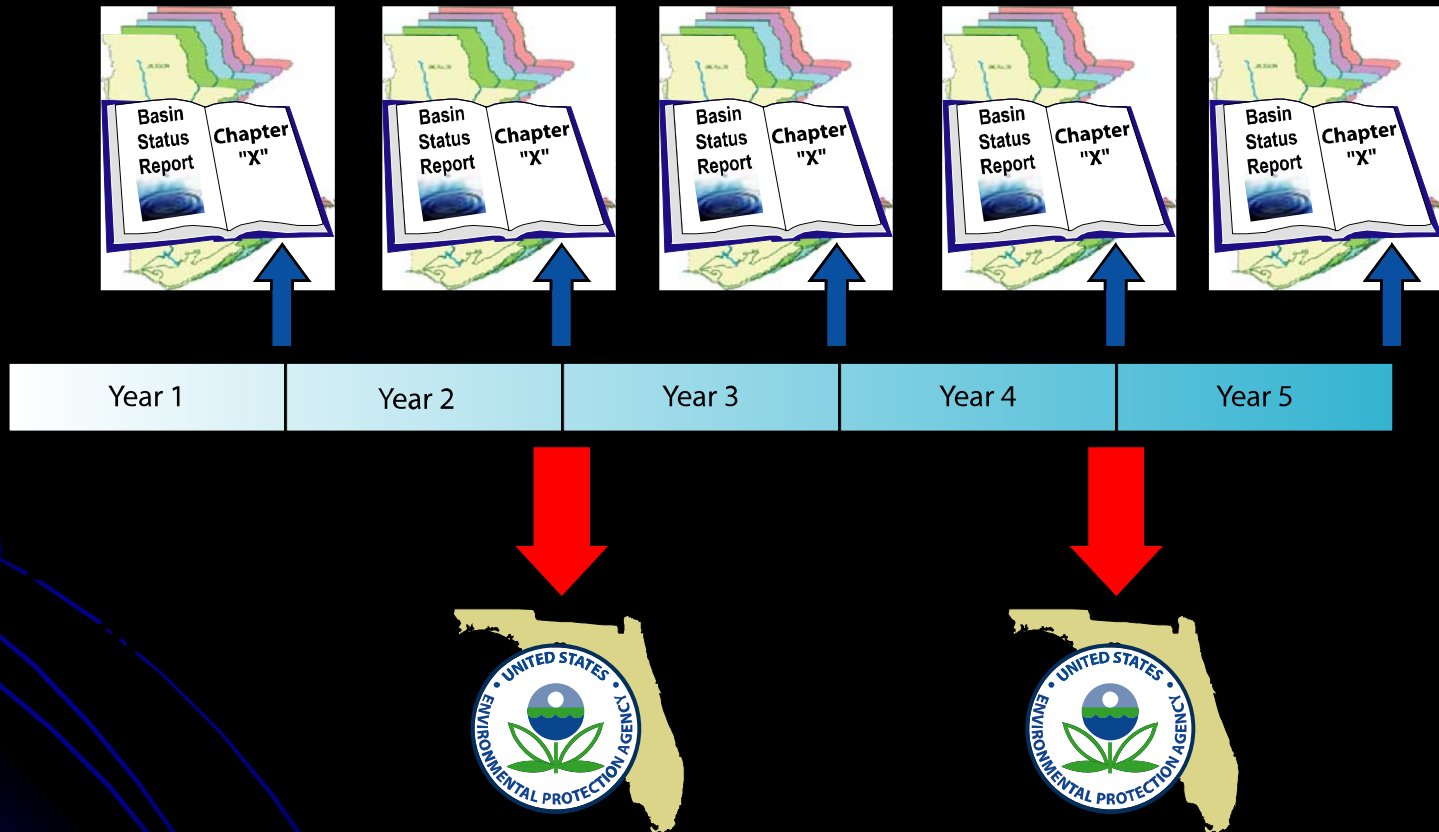 Basin
Status
Report
Chapter
"X"
Basin
Status
Report
Chapter
"X"
Basin
Status
Report
Chapter
"X"
Basin
Status
Report
Chapter
"X"
Basin
Status
Report
Chapter
"X"
Year 1
Year 2
Year 3
Year 4
Year 5
• UNITED STATES •
ENVIRONMENTAL PROTECTION AGENCY
• UNITED STATES •
ENVIRONMENTAL PROTECTION AGENCY